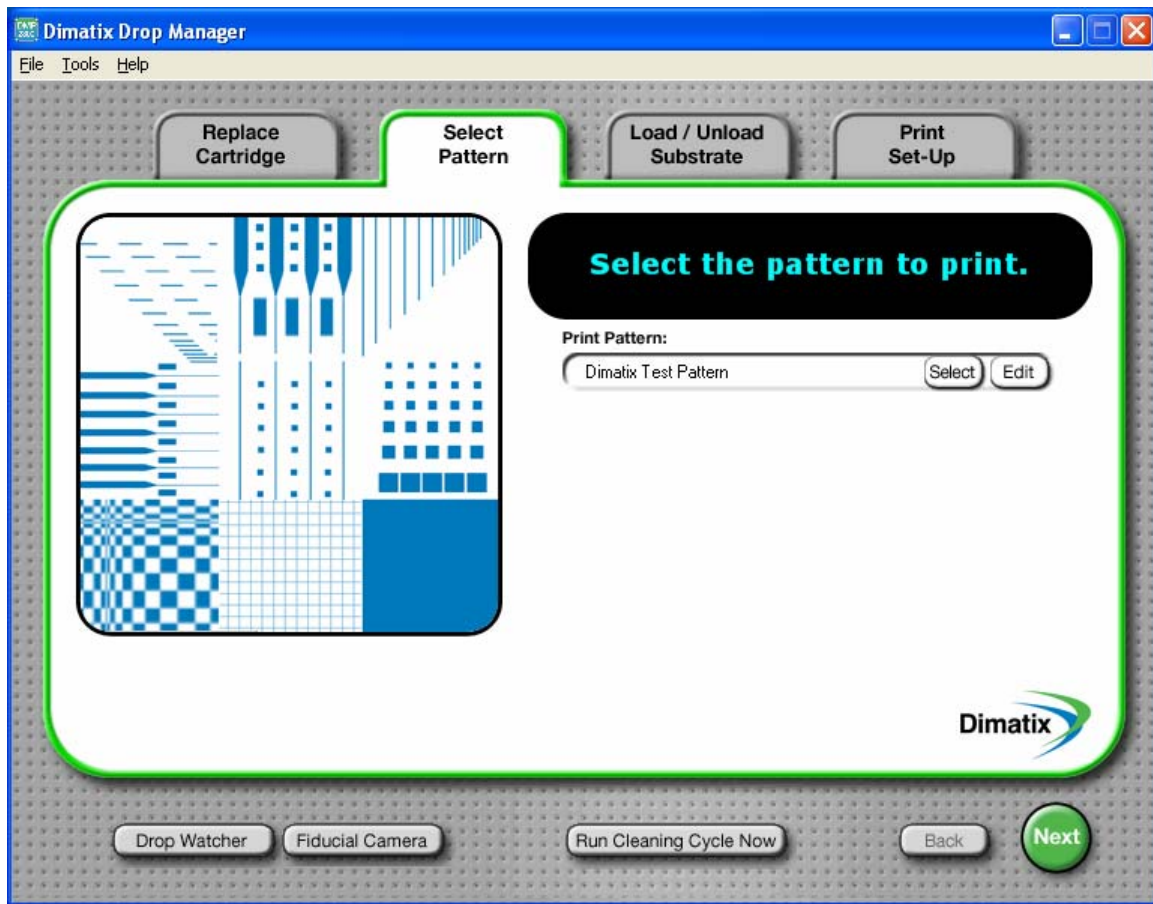 Dimatix Drop Manager
File Tools Help
Replace
Cartridge
Select
Pattern
Load / Unload
Substrate
Print
Set-Up
Select the pattern to print.
Print Pattern:
Dimatix Test Pattern
Select
Edit
Dimatix
Drop Watcher
Fiducial Camera
Run Cleaning Cycle Now
Back
Next